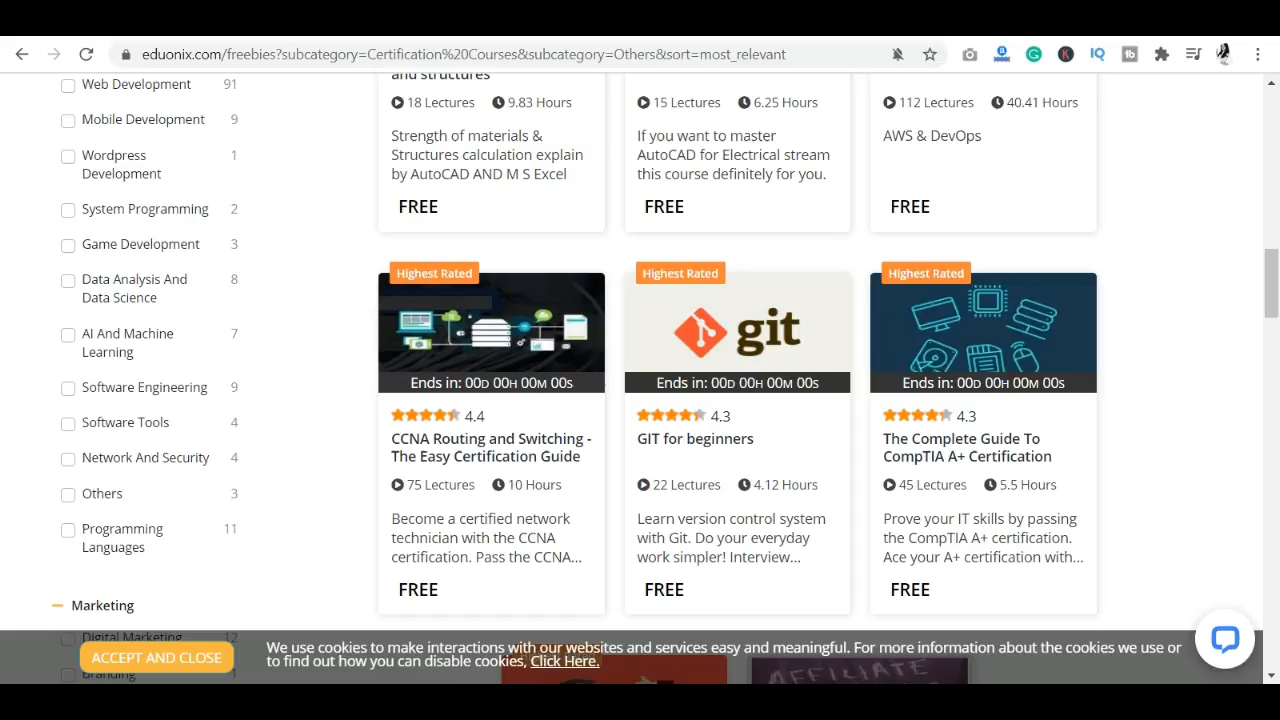 eduonix.com/freebies?subcategory=Certification%20Courses&subcategory=Others&sort=most_relevant
Web Development 91
Mobile Development 9
Wordpress 1
Development
System Programming 2
Game Development 3
Data Analysis And 8
Data Science
AI And Machine 7
Learning
Software Engineering 9
Software Tools 4
Network And Security 4
Others 3
Programming 11
Languages
Marketing
Digital Marketing 12
Branding 1
and structures
18 Lectures 9.83 Hours
Strength of materials &
Structures calculation explain
by AutoCAD AND M S Excel
FREE
15 Lectures 6.25 Hours
If you want to master
AutoCAD for Electrical stream
this course definitely for you.
FREE
112 Lectures 40.41 Hours
AWS & DevOps
FREE
Highest Rated
Ends in: 00D 00H 00M 00S
4.4
CCNA Routing and Switching -
The Easy Certification Guide
75 Lectures 10 Hours
Become a certified network
technician with the CCNA
certification. Pass the CCNA...
FREE
Highest Rated
git
Ends in: 00D 00H 00M 00S
4.3
GIT for beginners
22 Lectures 4.12 Hours
Learn version control system
with Git. Do your everyday
work simpler! Interview...
FREE
Highest Rated
Ends in: 00D 00H 00M 00S
4.3
The Complete Guide To
CompTIA A+ Certification
45 Lectures 5.5 Hours
Prove your IT skills by passing
the CompTIA A+ certification.
Ace your A+ certification with...
FREE
AFFILIATE
ACCEPT AND CLOSE
We use cookies to make interactions with our websites and services easy and meaningful. For more information about the cookies we use or
to find out how you can disable cookies, Click Here.